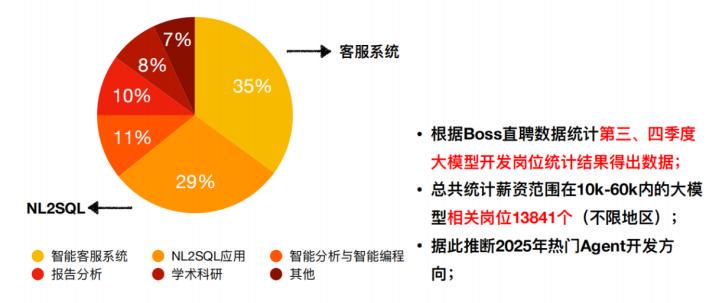 7%
8%
客服系统
35%
10%
11%
29%
NL2SQL
智能客服系统
NL2SQL应用
智能分析与智能编程
报告分析
学术科研
其他
• 根据Boss直聘数据统计第三、四季度
大模型开发岗位统计结果得出数据；
• 总共统计薪资范围在10k-60k内的大模
型相关岗位13841个（不限地区）；
• 据此推断2025年热门Agent开发方
向；